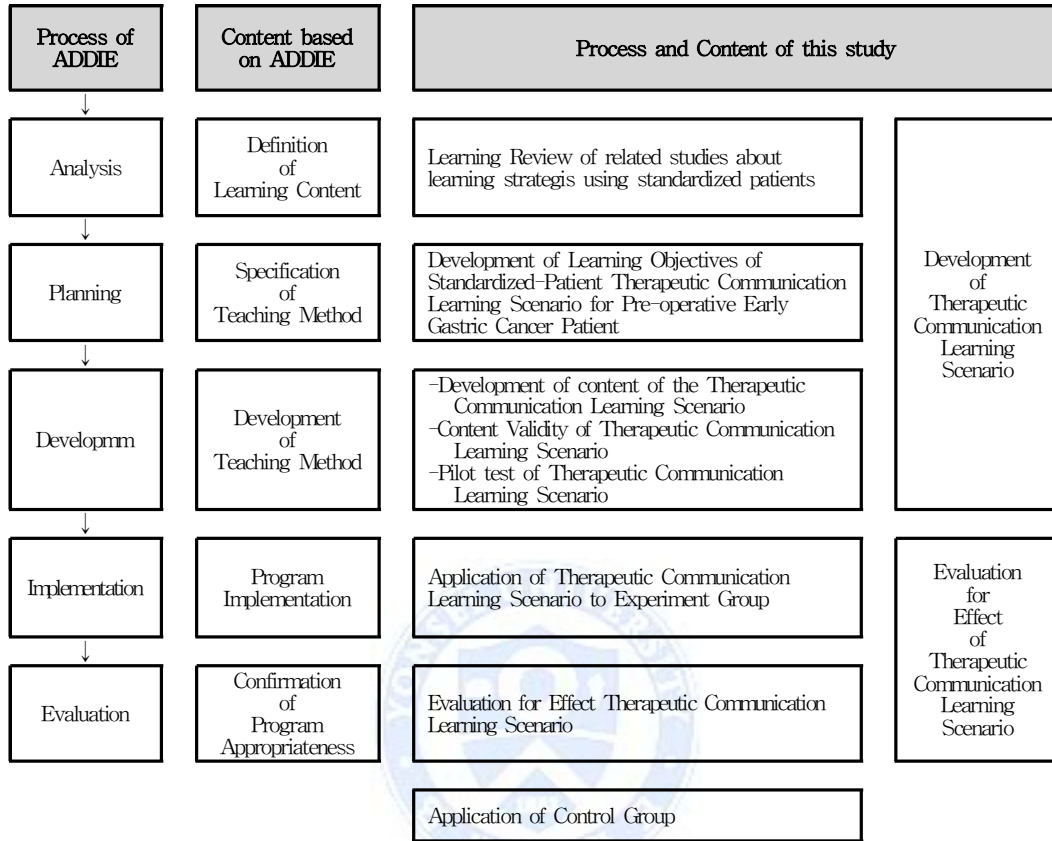 Process of
ADDIE
Content based
on ADDIE
Process and Content of this study
↓
Analysis
Definition
of
Learning Content
Learning Review of related studies about
learning strategis using standardized patients
↓
Planning
Specification
of
Teaching Method
Development of Learning Objectives of
Standardized-Patient Therapeutic Communication
Learning Scenario for Pre-operative Early
Gastric Cancer Patient
Development
of
Therapeutic
Communication
Learning
Scenario
↓
Developmm
Development
of
Teaching Method
-Development of content of the Therapeutic
Communication Learning Scenario
-Content Validity of Therapeutic Communication
Learning Scenario
-Pilot test of Therapeutic Communication
Learning Scenario
↓
Implementation
Program
Implementation
Application of Therapeutic Communication
Learning Scenario to Experiment Group
Evaluation
for
Effect
of
Therapeutic
Communication
Learning
Scenario
↓
Evaluation
Confirmation
of
Program
Appropriateness
Evaluation for Effect Therapeutic Communication
Learning Scenario
Application of Control Group